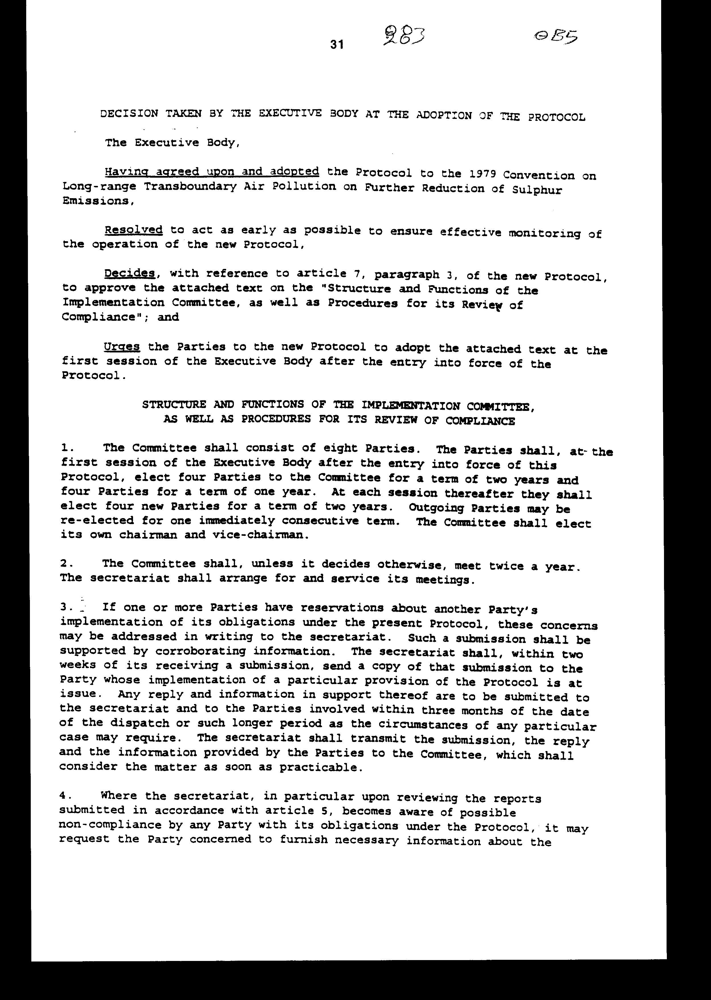 31
283
DECISION TAKEN BY THE EXECUTIVE BODY AT THE ADOPTION OF THE PROTOCOL
The Executive Body,
Having agreed upon and adopted the Protocol to the 1979 Convention on
Long-range Transboundary Air Pollution on Further Reduction of Sulphur
Emissions,
Resolved to act as early as possible to ensure effective monitoring of
the operation of the new Protocol,
Decides, with reference to article 7, paragraph 3, of the new Protocol,
to approve the attached text on the "Structure and Functions of the
Implementation Committee, as well as Procedures for its Review of
Compliance"; and
Urges the Parties to the new Protocol to adopt the attached text at the
first session of the Executive Body after the entry into force of the
Protocol.
STRUCTURE AND FUNCTIONS OF THE IMPLEMENTATION COMMITTEE,
AS WELL AS PROCEDURES FOR ITS REVIEW OF COMPLIANCE
1. The Committee shall consist of eight Parties. The Parties shall, at the
first session of the Executive Body after the entry into force of this
Protocol, elect four Parties to the Committee for a term of two years and
four Parties for a term of one year. At each session thereafter they shall
elect four new Parties for a term of two years. Outgoing Parties may be
re-elected for one immediately consecutive term. The Committee shall elect
its own chairman and vice-chairman.
2. The Committee shall, unless it decides otherwise, meet twice a year.
The secretariat shall arrange for and service its meetings.
3. If one or more Parties have reservations about another Party's
implementation of its obligations under the present Protocol, these concerns
may be addressed in writing to the secretariat. Such a submission shall be
supported by corroborating information. The secretariat shall, within two
weeks of its receiving a submission, send a copy of that submission to the
Party whose implementation of a particular provision of the Protocol is at
issue. Any reply and information in support thereof are to be submitted to
the secretariat and to the Parties involved within three months of the date
of the dispatch or such longer period as the circumstances of any particular
case may require. The secretariat shall transmit the submission, the reply
and the information provided by the Parties to the Committee, which shall
consider the matter as soon as practicable.
4. Where the secretariat, in particular upon reviewing the reports
submitted in accordance with article 5, becomes aware of possible
non-compliance by any Party with its obligations under the Protocol, it may
request the Party concerned to furnish necessary information about the